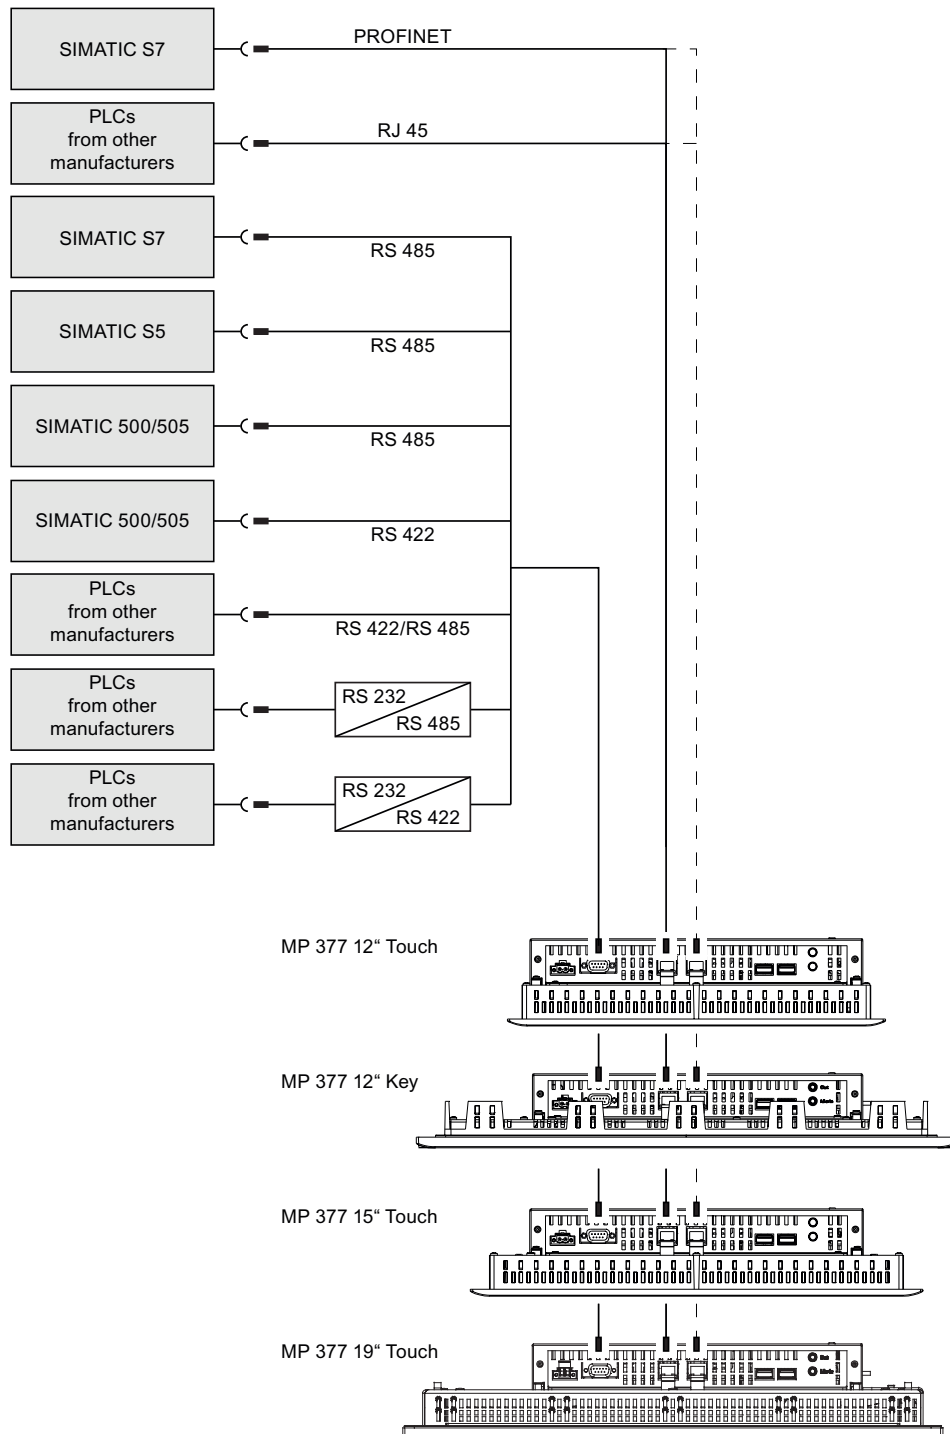 SIMATIC S7
PROFINET
PLCs
from other
manufacturers
RJ 45
SIMATIC S7
RS 485
SIMATIC S5
RS 485
SIMATIC 500/505
RS 485
SIMATIC 500/505
RS 422
PLCs
from other
manufacturers
RS 422/RS 485
PLCs
from other
manufacturers
RS 232
RS 485
PLCs
from other
manufacturers
RS 232
RS 422
MP 377 12“ Touch
MP 377 12“ Key
MP 377 15“ Touch
MP 377 19“ Touch